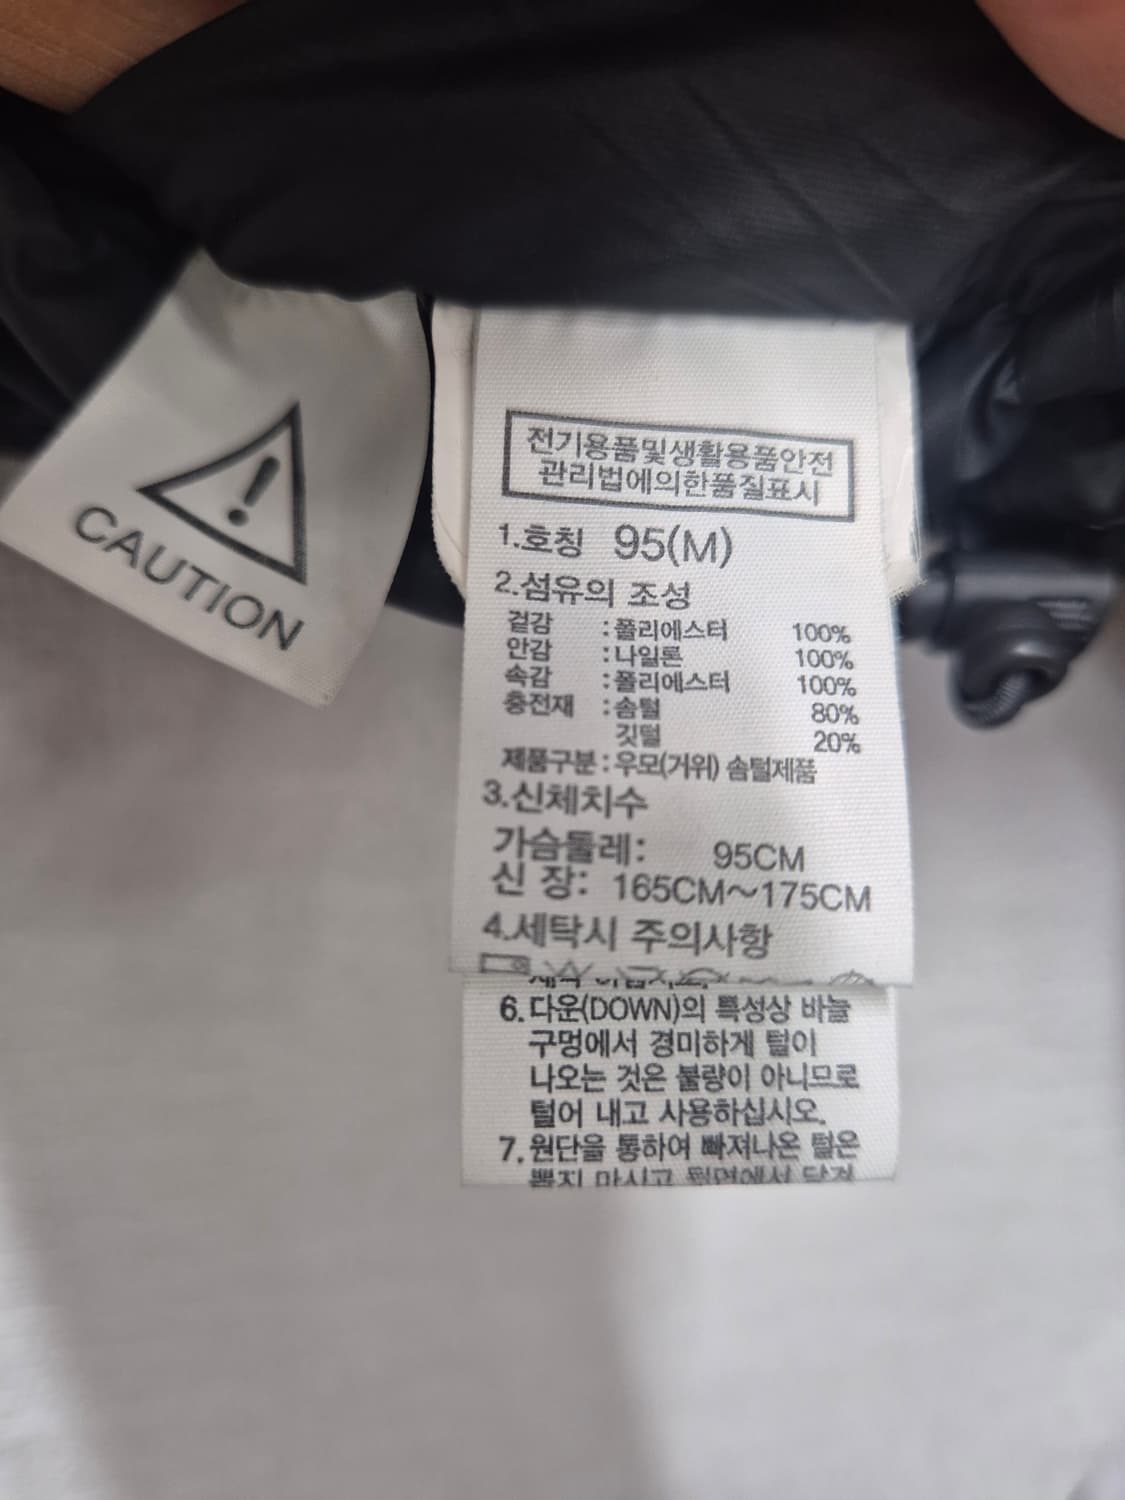 CAUTION
전기용품및생활용품안전
관리법에의한품질표시
1.호칭 95(M)
2.섬유의 조성
겉감 :폴리에스터 100%
안감 :나일론 100%
속감 :폴리에스터 100%
충전재 :솜털 80%
깃털 20%
제품구분:우모(거위) 솜털제품
3.신체치수
가슴둘레: 95CM
신 장: 165CM~175CM
4.세탁시 주의사항
6.다운(DOWN)의 특성상 바늘
구멍에서 경미하게 털이
나오는 것은 불량이 아니므로
털어 내고 사용하십시오.
7.원단을 통하여 빠져나온 털은
뽑지 마시고